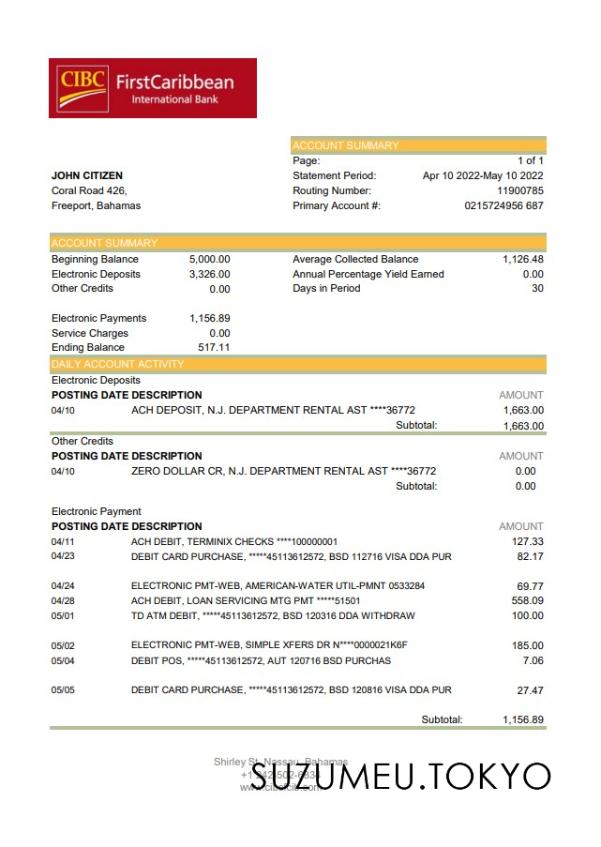 CIBC FirstCaribbean
International Bank
ACCOUNT SUMMARY
Page: 1 of 1
JOHN CITIZEN Statement Period: Apr 10 2022-May 10 2022
Coral Road 426, Routing Number: 11900785
Freeport, Bahamas Primary Account #: 0215724956 687
ACCOUNT SUMMARY
Beginning Balance 5,000.00 Average Collected Balance 1,126.48
Electronic Deposits 3,326.00 Annual Percentage Yield Earned 0.00
Other Credits 0.00 Days in Period 30
Electronic Payments 1,156.89
Service Charges 0.00
Ending Balance 517.11
DAILY ACCOUNT ACTIVITY
Electronic Deposits
POSTING DATE DESCRIPTION AMOUNT
04/10 ACH DEPOSIT, N.J. DEPARTMENT RENTAL AST ****36772 1,663.00
Subtotal: 1,663.00
Other Credits
POSTING DATE DESCRIPTION AMOUNT
04/10 ZERO DOLLAR CR, N.J. DEPARTMENT RENTAL AST ****36772 0.00
Subtotal: 0.00
Electronic Payment
POSTING DATE DESCRIPTION AMOUNT
04/11 ACH DEBIT, TERMINIX CHECKS ****100000001 127.33
04/23 DEBIT CARD PURCHASE, *****45113612572, BSD 112716 VISA DDA PUR 82.17
04/24 ELECTRONIC PMT-WEB, AMERICAN-WATER UTIL-PMNT 0533284 69.77
04/28 ACH DEBIT, LOAN SERVICING MTG PMT *****51501 558.09
05/01 TD ATM DEBIT, *****45113612572, BSD 120316 DDA WITHDRAW 100.00
05/02 ELECTRONIC PMT-WEB, SIMPLE XFERS DR N****0000021K6F 185.00
05/04 DEBIT POS, *****45113612572, AUT 120716 BSD PURCHAS 7.06
05/05 DEBIT CARD PURCHASE, *****45113612572, BSD 120816 VISA DDA PUR 27.47
Subtotal: 1,156.89
Shirley St, Nassau, Bahamas
SUZUMEU.TOKYO